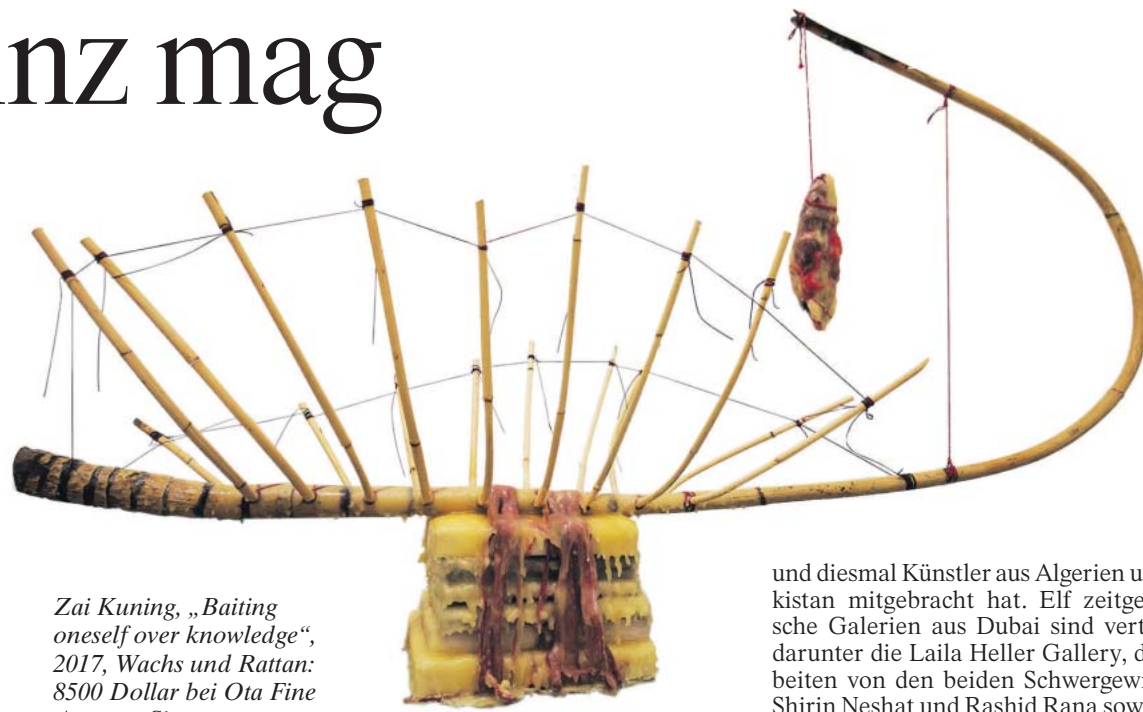 nz mag
Zai Kuning, „Baiting
oneself over knowledge“,
2017, Wachs und Rattan:
8500 Dollar bei Ota Fine
und diesmal Künstler aus Algerien u
kistan mitgebracht hat. Elf zeitge
sche Galerien aus Dubai sind vert
darunter die Laila Heller Gallery, d
beiten von den beiden Schwergew
Shirin Neshat und Rashid Rana sow